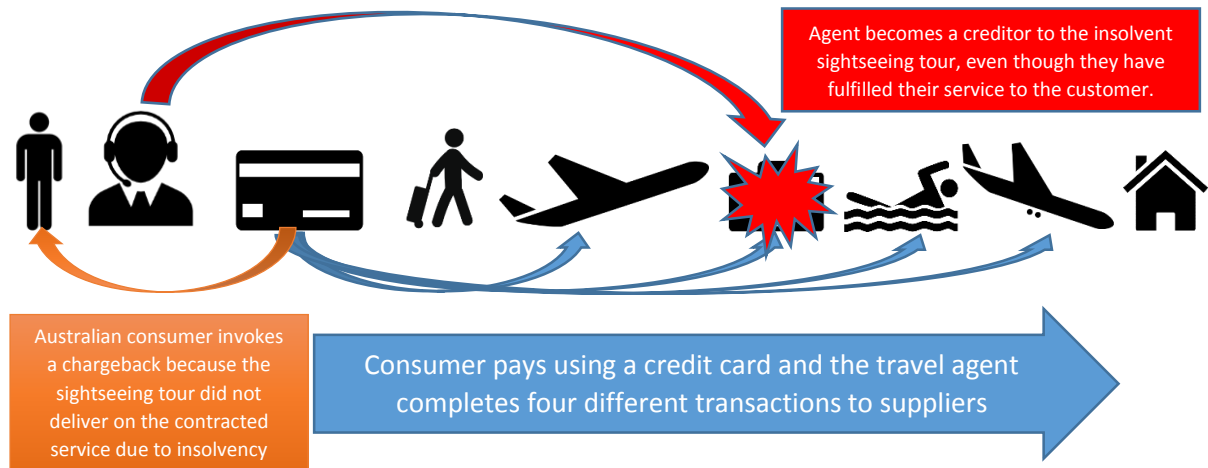 Agent becomes a creditor to the insolvent
sightseeing tour, even though they have
fulfilled their service to the customer.
Australian consumer invokes
a chargeback because the
sightseeing tour did not
deliver on the contracted
service due to insolvency
Consumer pays using a credit card and the travel agent
completes four different transactions to suppliers